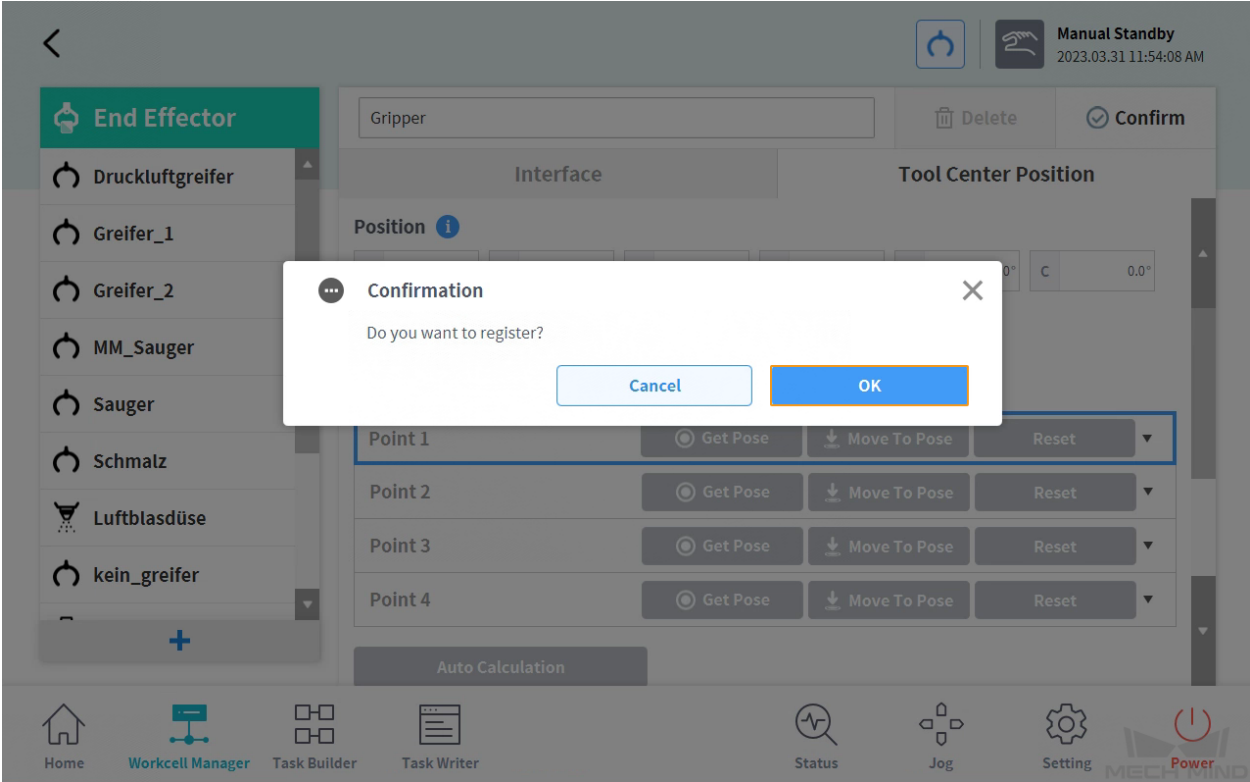 Manual Standby
2023.03.31 11:54:08 AM
End Effector
Gripper
Delete
Confirm
Druckluftgreifer
Interface
Tool Center Position
Position
Greifer_1
0°
C
0.0°
Greifer_2
Confirmation
Do you want to register?
MM_Sauger
Cancel
OK
Sauger
Point 1
Get Pose
Move To Pose
Reset
Schmalz
Point 2
Get Pose
Move To Pose
Reset
Luftblasdüse
Point 3
Get Pose
Move To Pose
Reset
kein_greifer
Point 4
Get Pose
Move To Pose
Reset
Auto Calculation
Home
Workcell Manager
Task Builder
Task Writer
Status
Jog
Setting
Power
MECH MIND